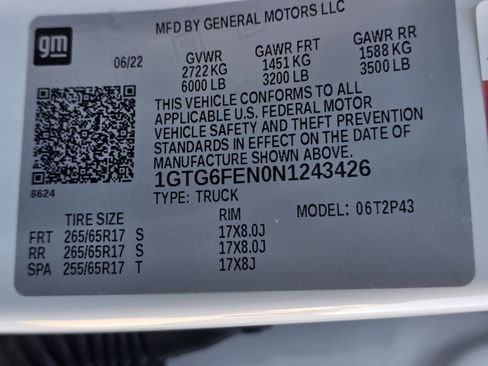 MFD BY GENERAL MOTORS LLC
gm
06/22 GVWR GAWR FRT GAWR RR
2722 KG 1451 KG 1588 KG
6000 LB 3200 LB 3500 LB
THIS VEHICLE CONFORMS TO ALL
APPLICABLE U.S. FEDERAL MOTOR
VEHICLE SAFETY AND THEFT PREVENTION
STANDARDS IN EFFECT ON THE DATE OF
MANUFACTURE SHOWN ABOVE.
8624
1GTG6FEN0N1243426
TYPE: TRUCK
TIRE SIZE RIM MODEL: 06T2P43
FRT 265/65R17 S 17X8.0J
RR 265/65R17 S 17X8.0J
SPA 255/65R17 T 17X8J